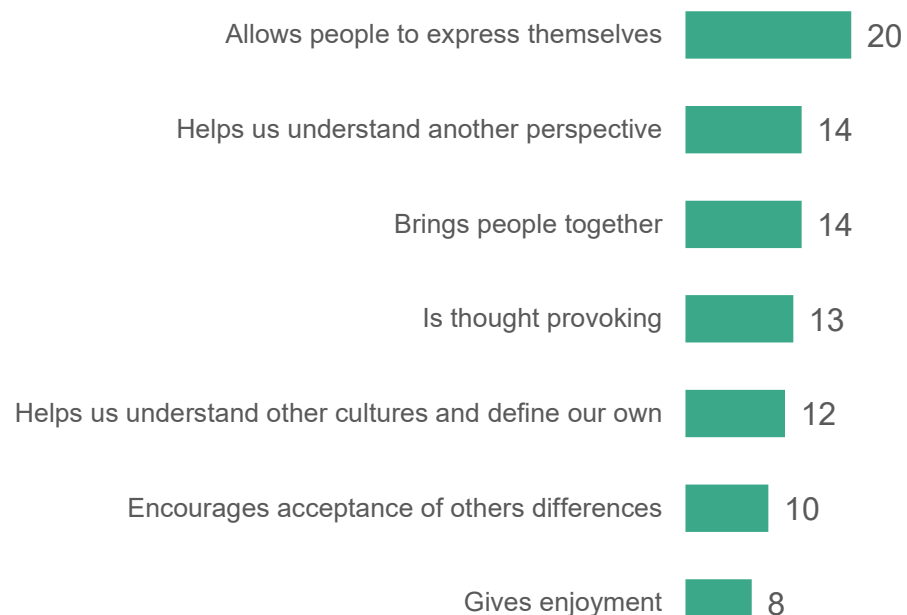 Allows people to express themselves 20
Helps us understand another perspective 14
Brings people together 14
Is thought provoking 13
Helps us understand other cultures and define our own 12
Encourages acceptance of others differences 10
Gives enjoyment 8